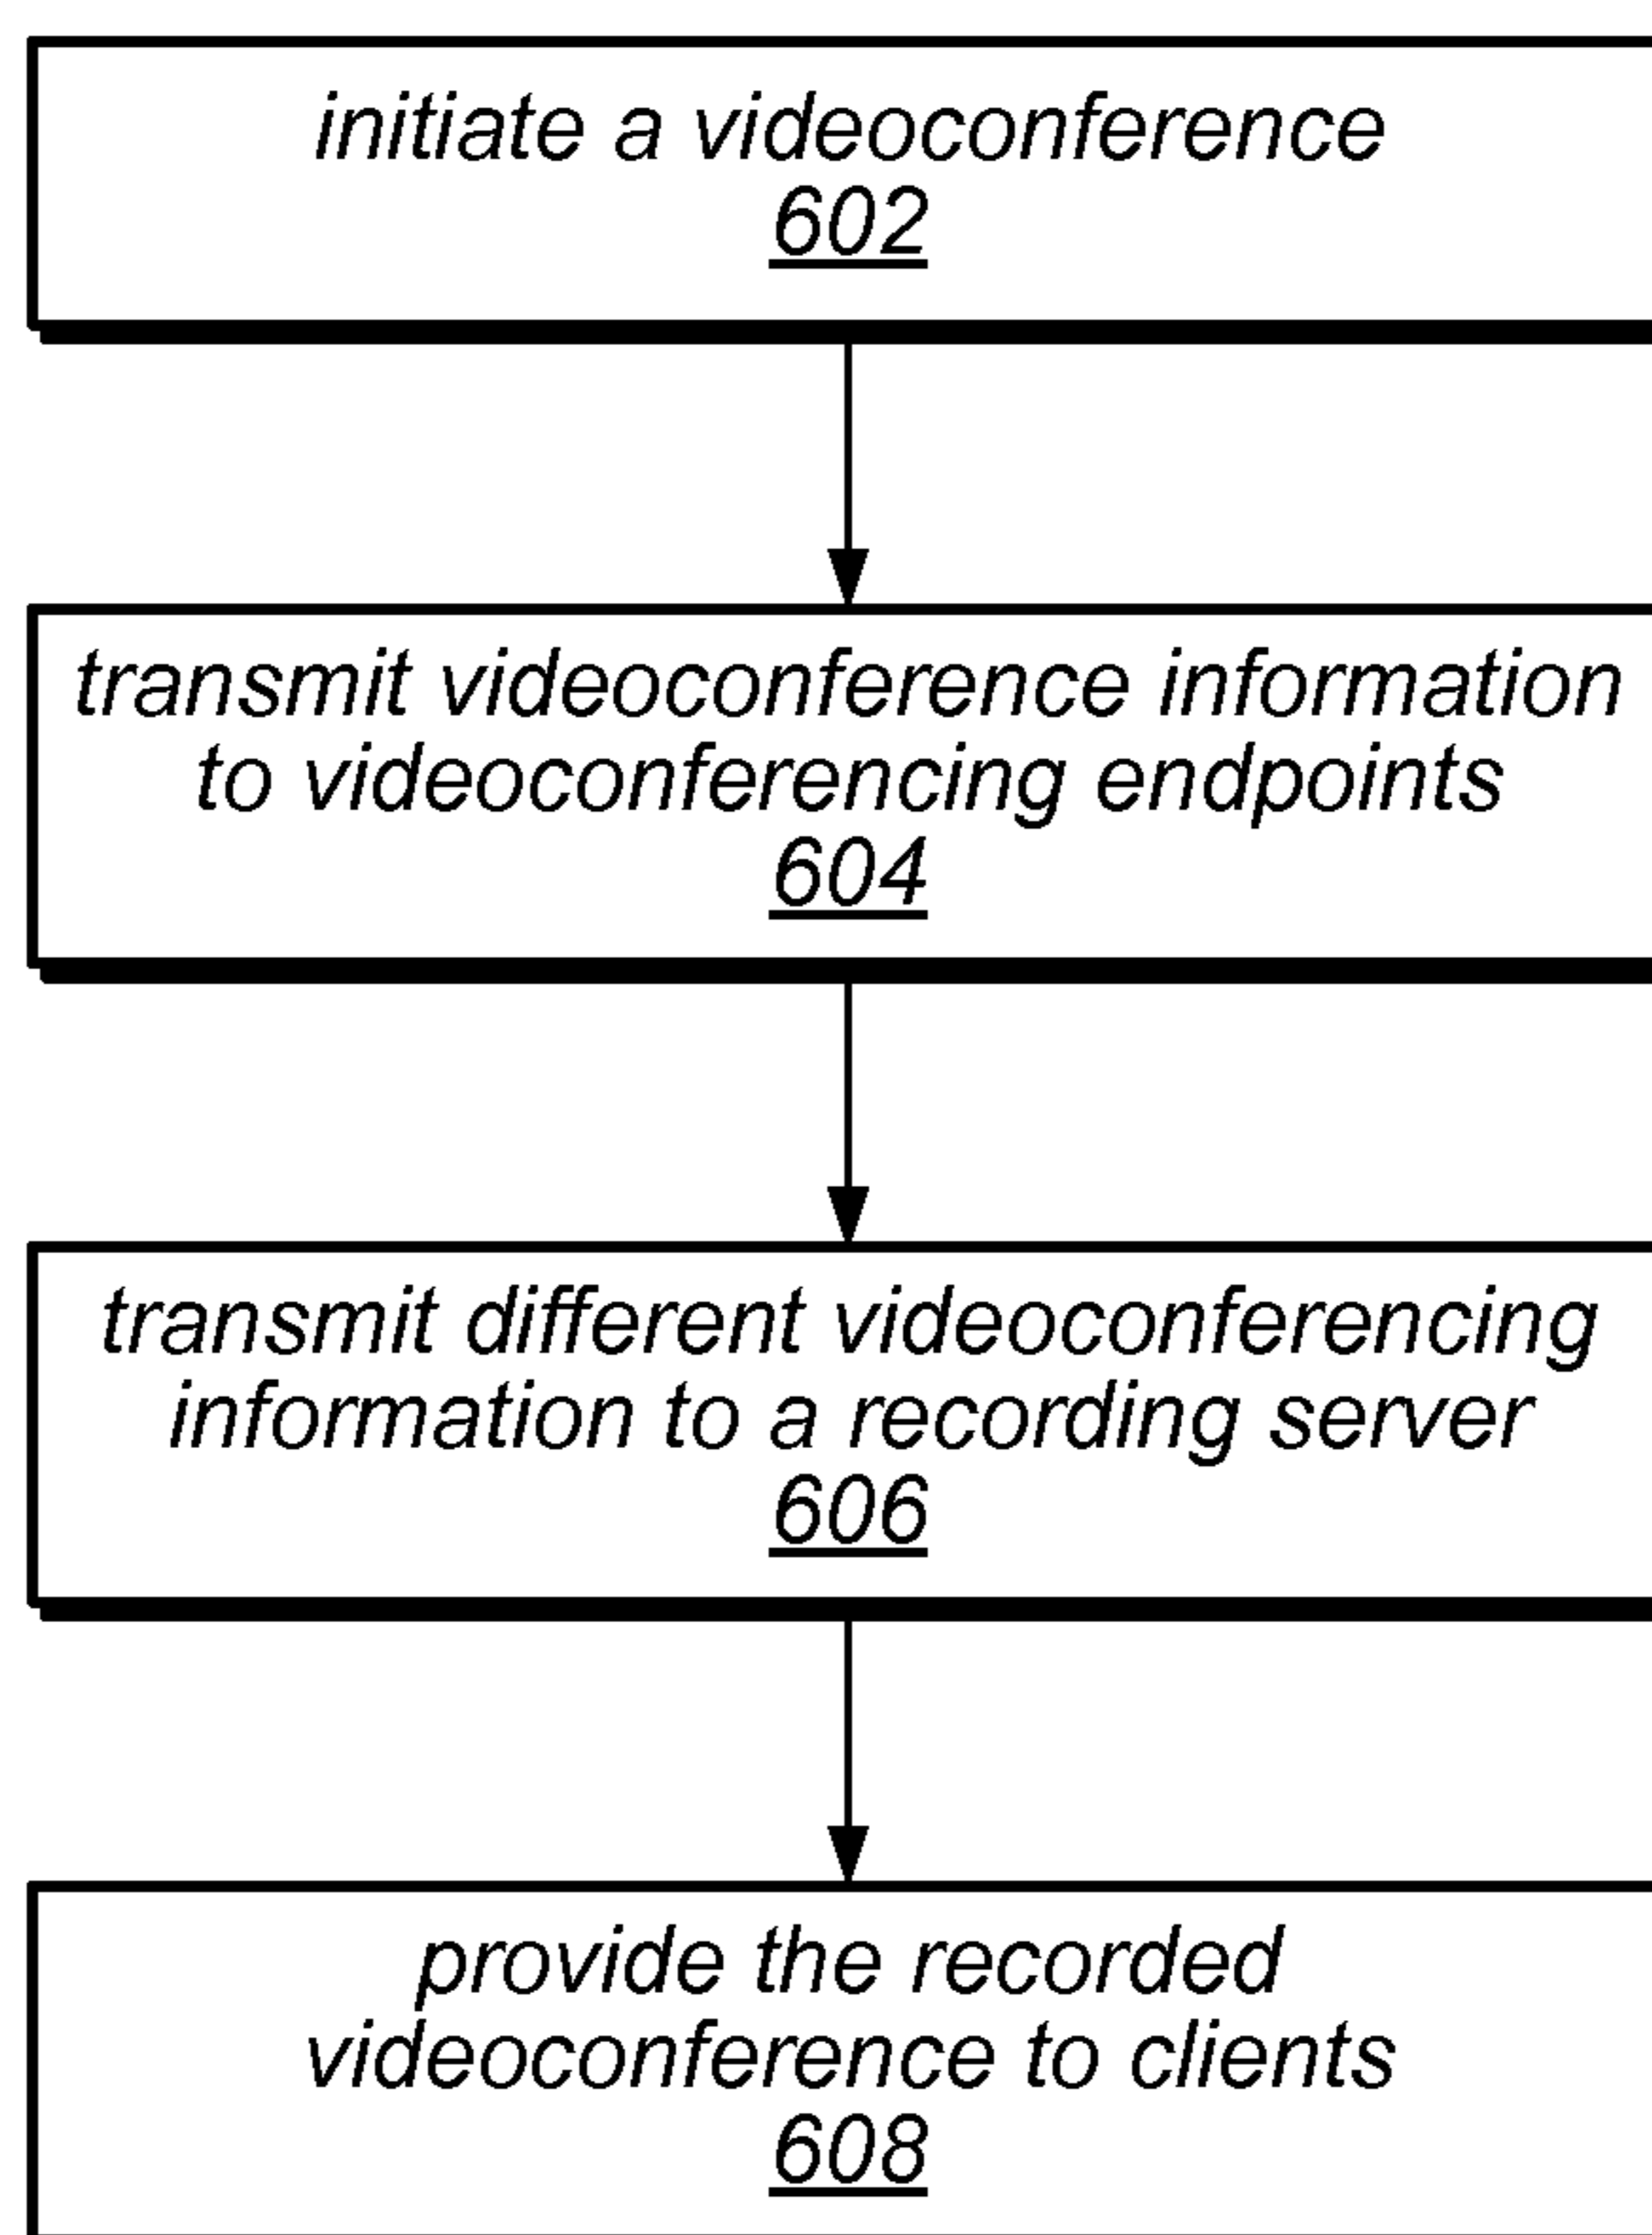 initiate a videoconference
602
transmit videoconference information
to videoconferencing endpoints
604
transmit different videoconferencing
information to a recording server
606
provide the recorded
videoconference to clients
608